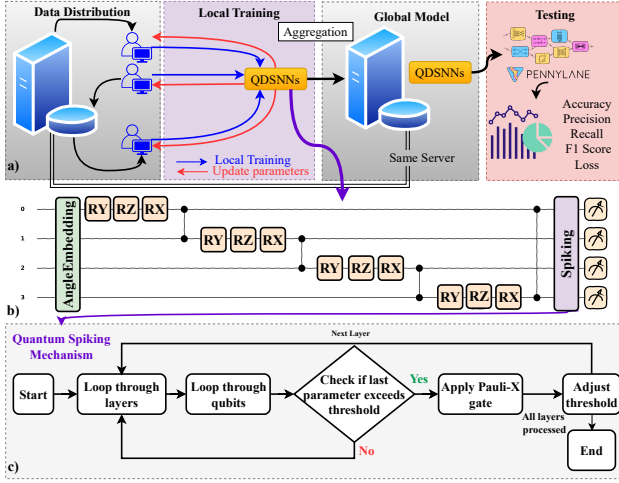 Data Distribution
Local Training
Global Model
Testing
Aggregation
QDSNNs
QDSNNs
PENNYLANE
Accuracy
Precision
Recall
F1 Score
Loss
Same Server
Local Training
Update parameters
a)
AngleEmbedding
0
RY RZ RX
1
RY RZ RX
2
RY RZ RX
3
RY RZ RX
Spiking
b)
Quantum Spiking
Mechanism
Next Layer
Start
Loop through
layers
Loop through
qubits
Check if last
parameter exceeds
threshold
Yes
No
Apply Pauli-X
gate
All layers
processed
Adjust
threshold
End
c)